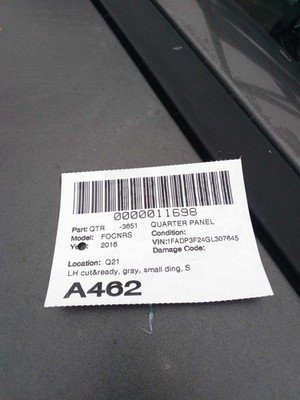 0000011698
Part: QTR -3651 QUARTER PANEL
Model: FOCNRS Condition:
Year: 2016 VIN:1FADP3F24GL307645
Damage Code:
Location: Q21
LH cut&ready, gray, small ding, S
A462